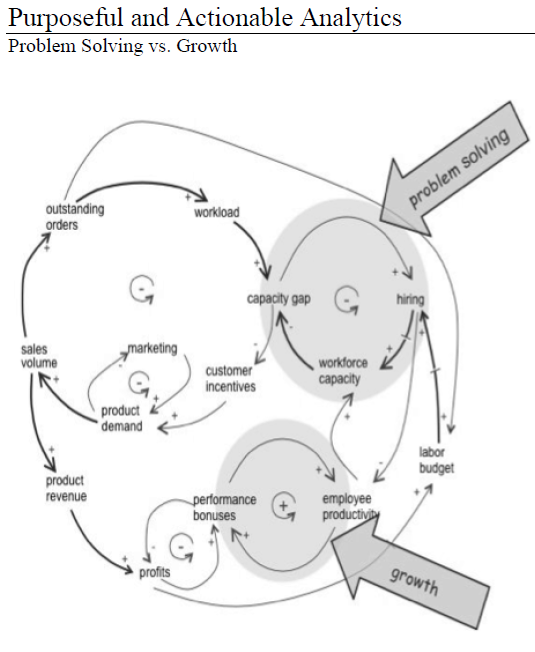 Purposeful and Actionable Analytics
Problem Solving vs. Growth
problem solving
outstanding
orders
workload
capacity gap
hiring
sales
volume
marketing
customer
incentives
workforce
capacity
product
demand
labor
budget
product
revenue
performance
bonuses
employee
productivity
profits
growth